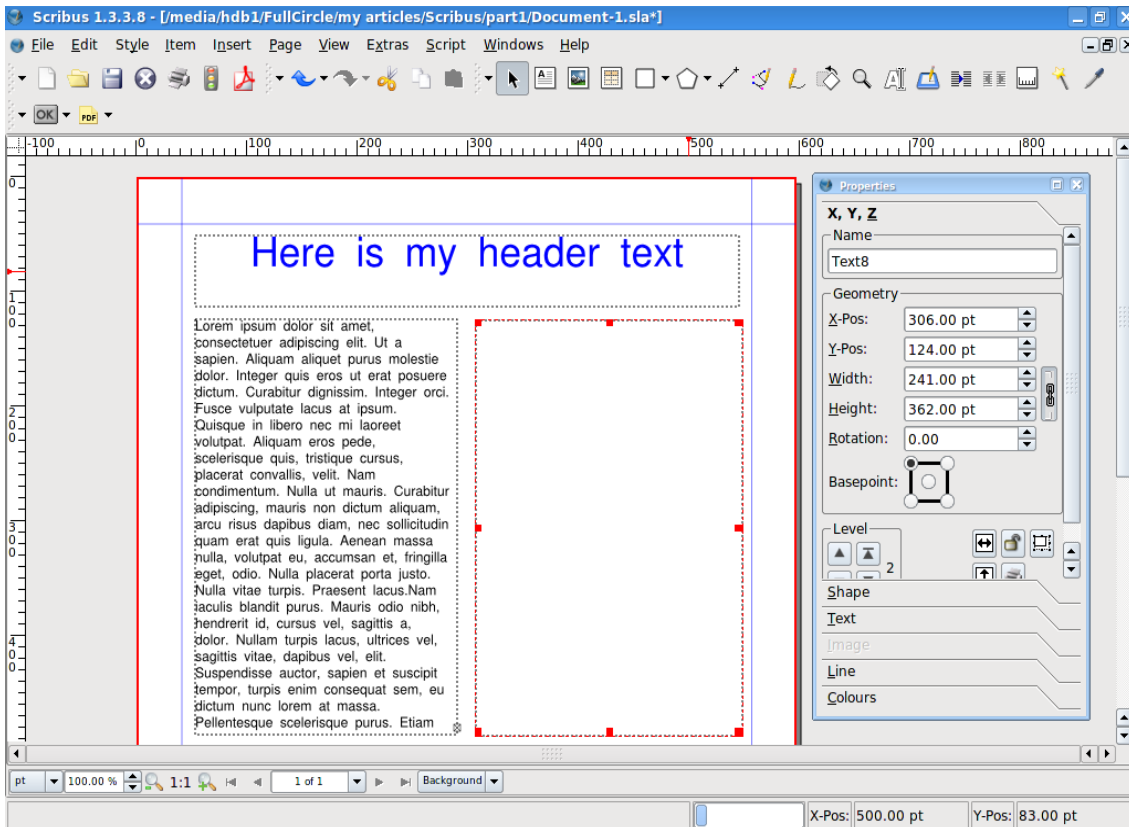 Scribus 1.3.3.8 - [/media/hdb1/FullCircle/my articles/Scribus/part1/Document-1.sla*]
File Edit Style Item Insert Page View Extras Script Windows Help
OK PDF
-100 0 100 200 300 400 500 600 700 800
0
100
200
300
400
Here is my header text
Lorem ipsum dolor sit amet,
consectetuer adipiscing elit. Ut a
sapien. Aliquam aliquet purus molestie
dolor. Integer quis eros ut erat posuere
dictum. Curabitur dignissim. Integer orci.
Fusce vulputate lacus at ipsum.
Quisque in libero nec mi laoreet
volutpat. Aliquam eros pede,
scelerisque quis, tristique cursus,
placerat convallis, velit. Nam
condimentum. Nulla ut mauris. Curabitur
adipiscing, mauris non dictum aliquam,
arcu risus dapibus diam, nec sollicitudin
quam erat quis ligula. Aenean massa
nulla, volutpat eu, accumsan et, fringilla
eget, odio. Nulla placerat porta justo.
Nulla vitae turpis. Praesent lacus.Nam
iaculis blandit purus. Mauris odio nibh,
hendrerit id, cursus vel, sagittis a,
dolor. Nullam turpis lacus, ultrices vel,
sagittis vitae, dapibus vel, elit.
Suspendisse auctor, sapien et suscipit
tempor, turpis enim consequat sem, eu
dictum nunc lorem at massa.
Pellentesque scelerisque purus. Etiam
Properties
X, Y, Z
Name
Text8
Geometry
X-Pos: 306.00 pt
Y-Pos: 124.00 pt
Width: 241.00 pt
Height: 362.00 pt
Rotation: 0.00
Basepoint:
Level
2
Shape
Text
Image
Line
Colours
pt 100.00 % 1:1 1 of 1 Background
X-Pos: 500.00 pt Y-Pos: 83.00 pt